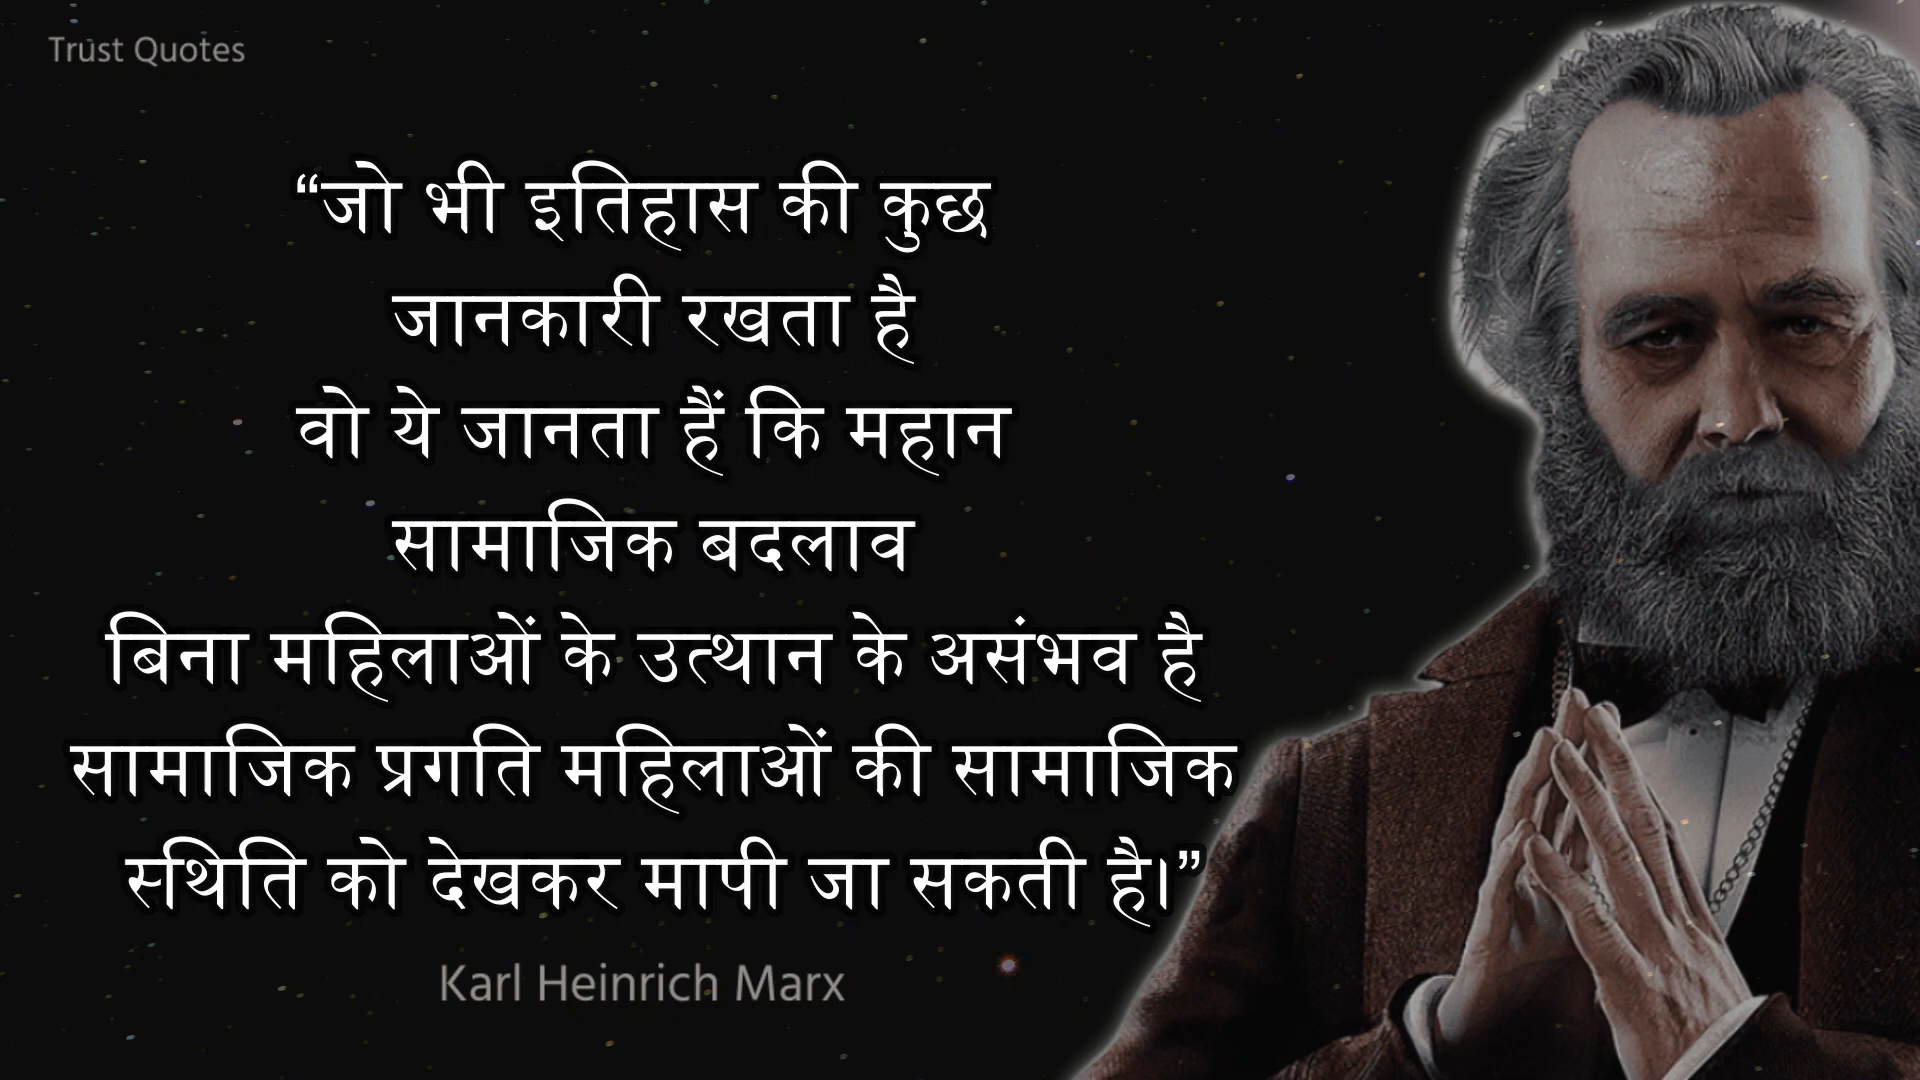 Trust Quotes
“जो भी इतिहास की कुछ
जानकारी रखता है
वो ये जानता हैं कि महान
सामाजिक बदलाव
बिना महिलाओं के उत्थान के असंभव है
सामाजिक प्रगति महिलाओं की सामाजिक
स्थिति को देखकर मापी जा सकती है।”
Karl Heinrich Marx